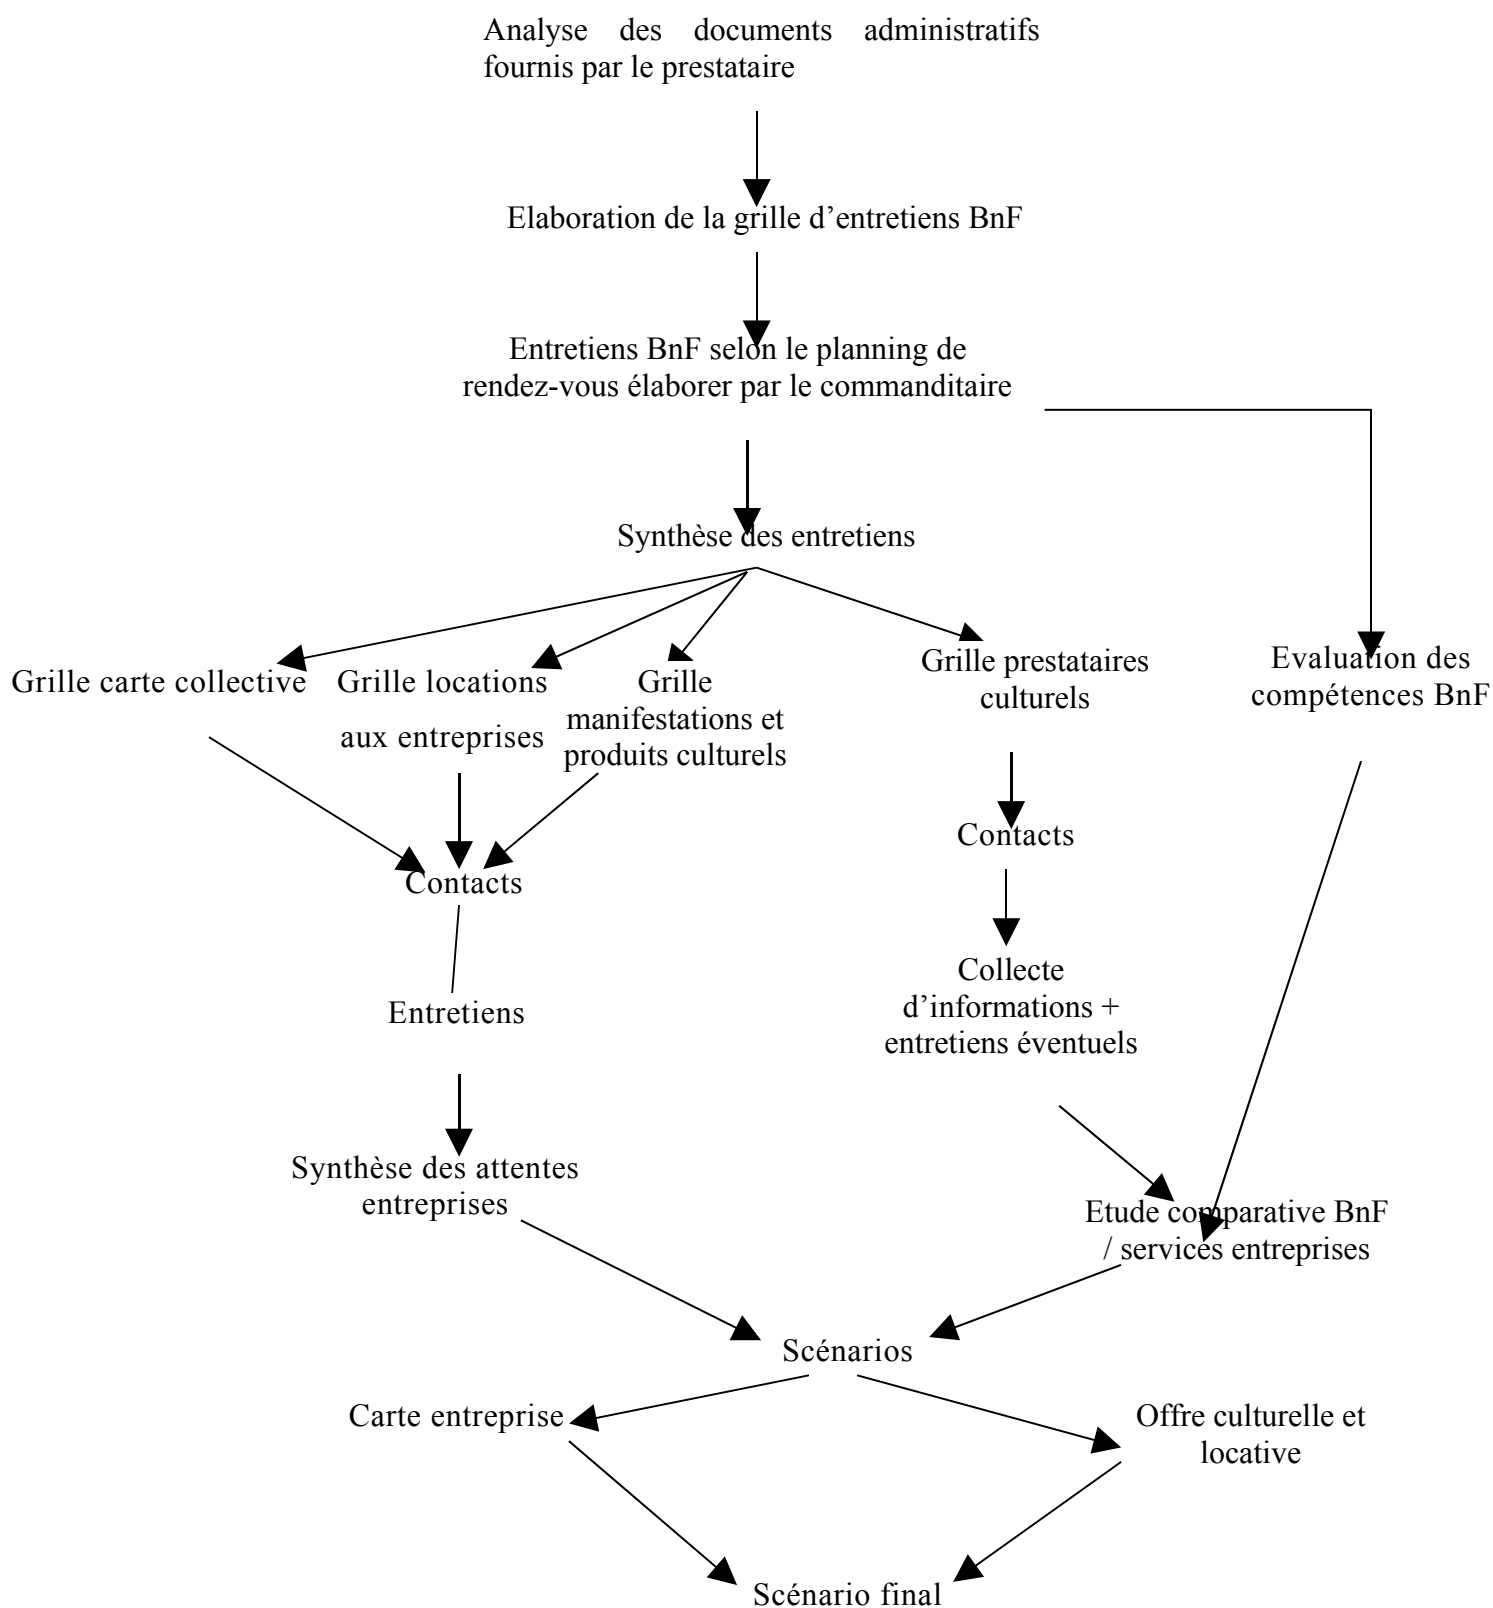 Analyse des documents administratifs
fournis par le prestataire
Elaboration de la grille d’entretiens BnF
Entretiens BnF selon le planning de
rendez-vous élaborer par le commanditaire
Synthèse des entretiens
Grille carte collective
Grille locations
aux entreprises
Grille
manifestations et
produits culturels
Grille prestataires
culturels
Evaluation des
compétences BnF
Contacts
Contacts
Entretiens
Collecte
d’informations +
entretiens éventuels
Synthèse des attentes
entreprises
Etude comparative BnF
/ services entreprises
Scénarios
Carte entreprise
Offre culturelle et
locative
Scénario final